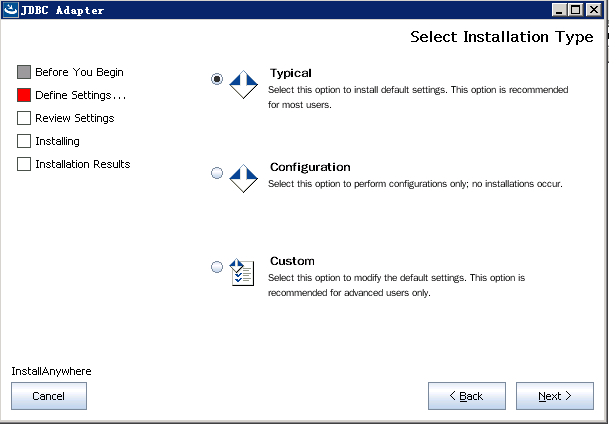 JDBC Adapter
Select Installation Type
Before You Begin
Define Settings...
Review Settings
Installing
Installation Results
Typical
Select this option to install default settings. This option is recommended
for most users.
Configuration
Select this option to perform configurations only; no installations occur.
Custom
Select this option to modify the default settings. This option is
recommended for advanced users only.
InstallAnywhere
Cancel
< Back
Next >